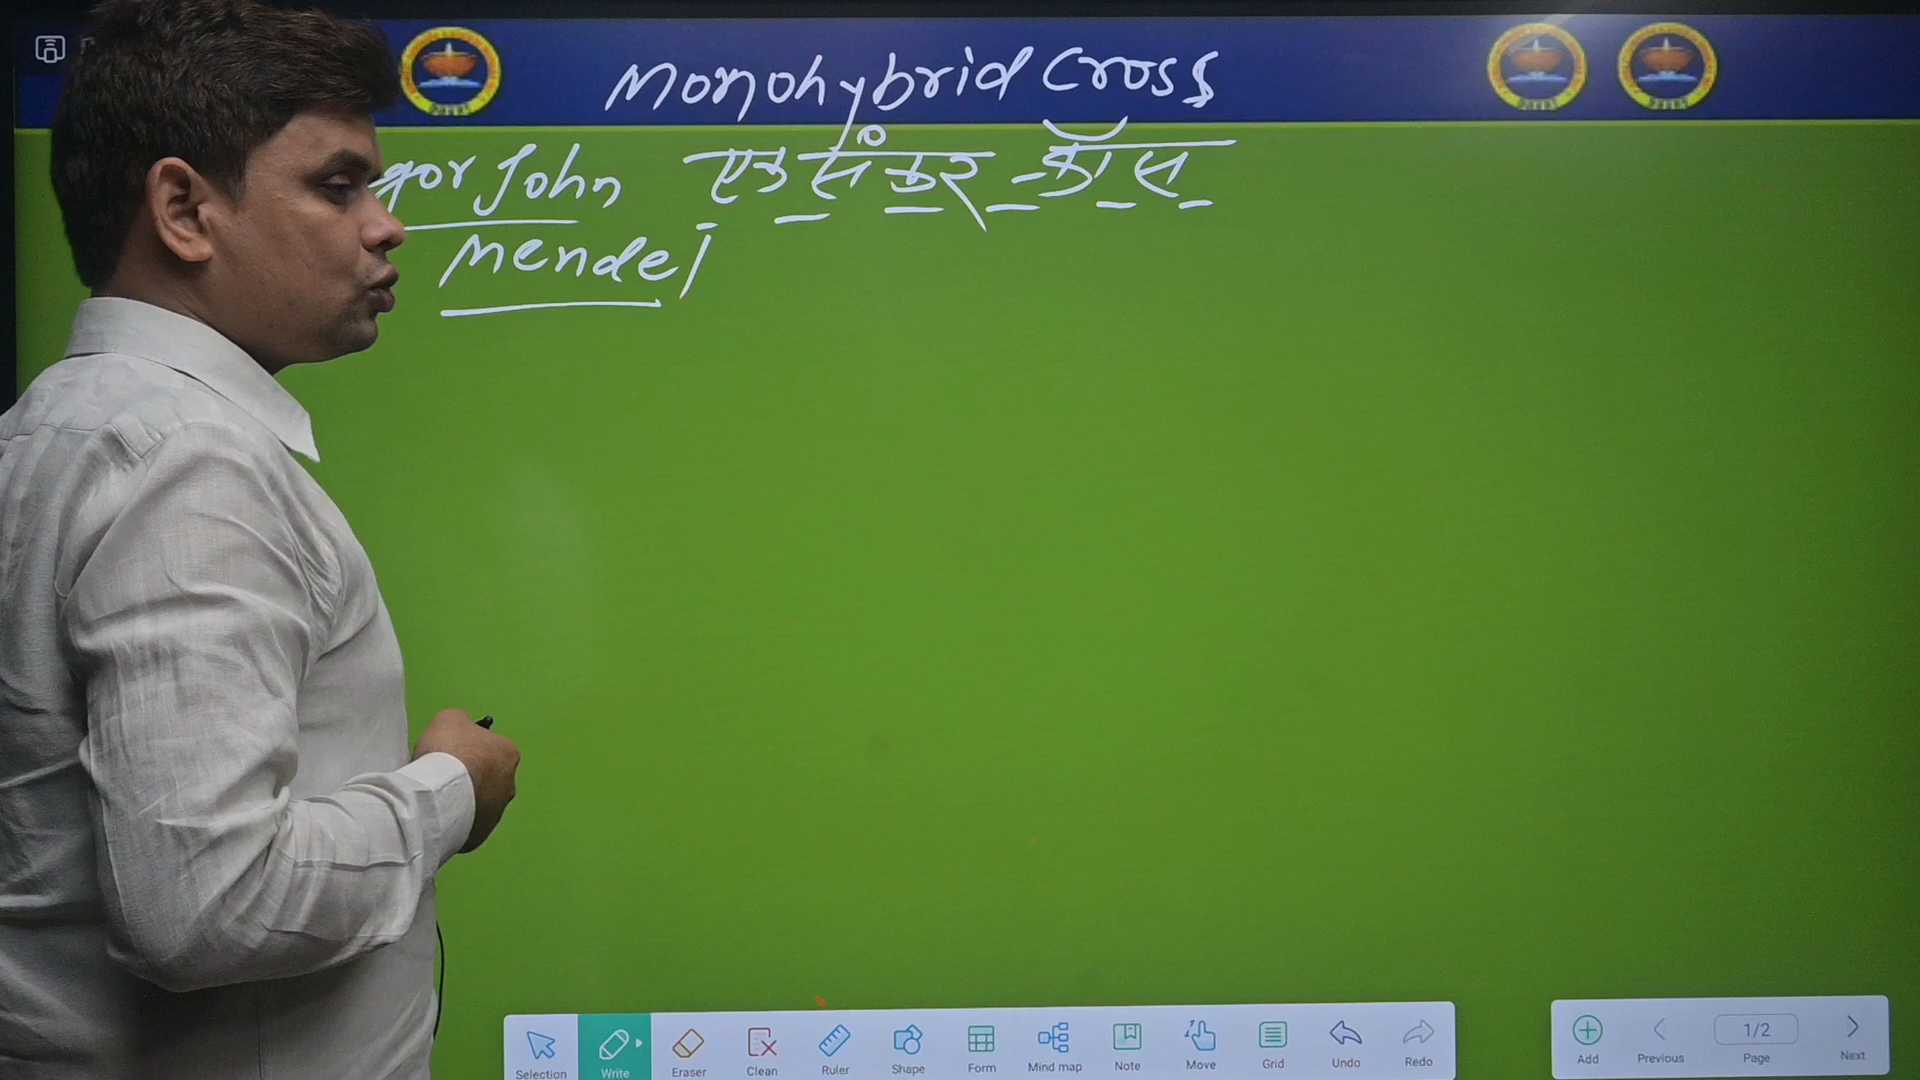 Monohybrid Cross
gor John एक संकर - क्रॉस
Mendel
Selection Write Eraser Clean Ruler Shape Form Mind map Note Move Grid Undo Redo
Add Previous 1/2 Page Next